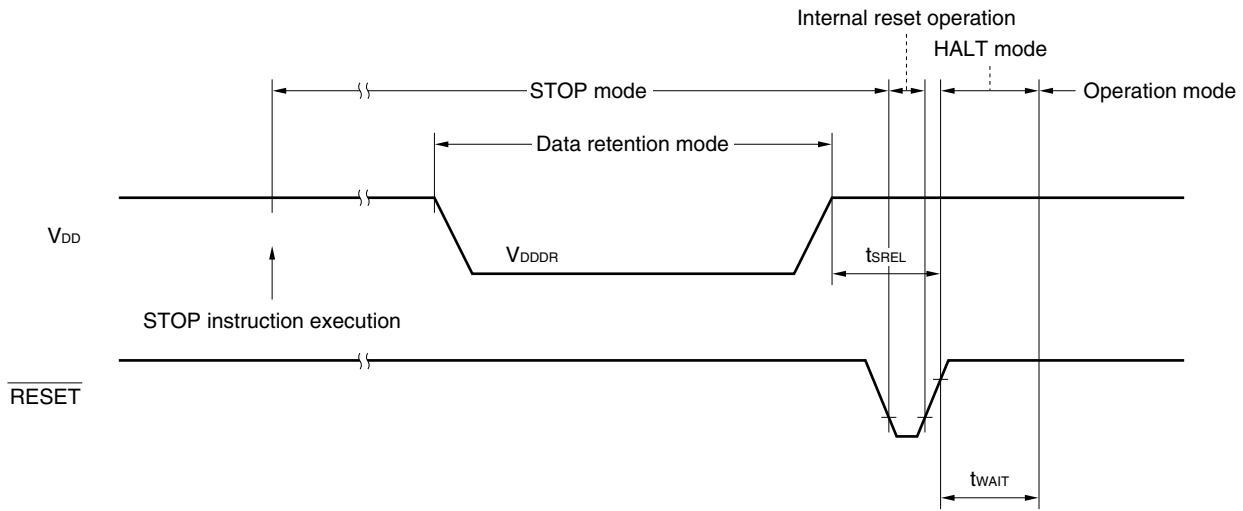 Internal reset operation
HALT mode
STOP mode
Operation mode
Data retention mode
VDD
VDDDR
tSREL
STOP instruction execution
RESET
tWAIT